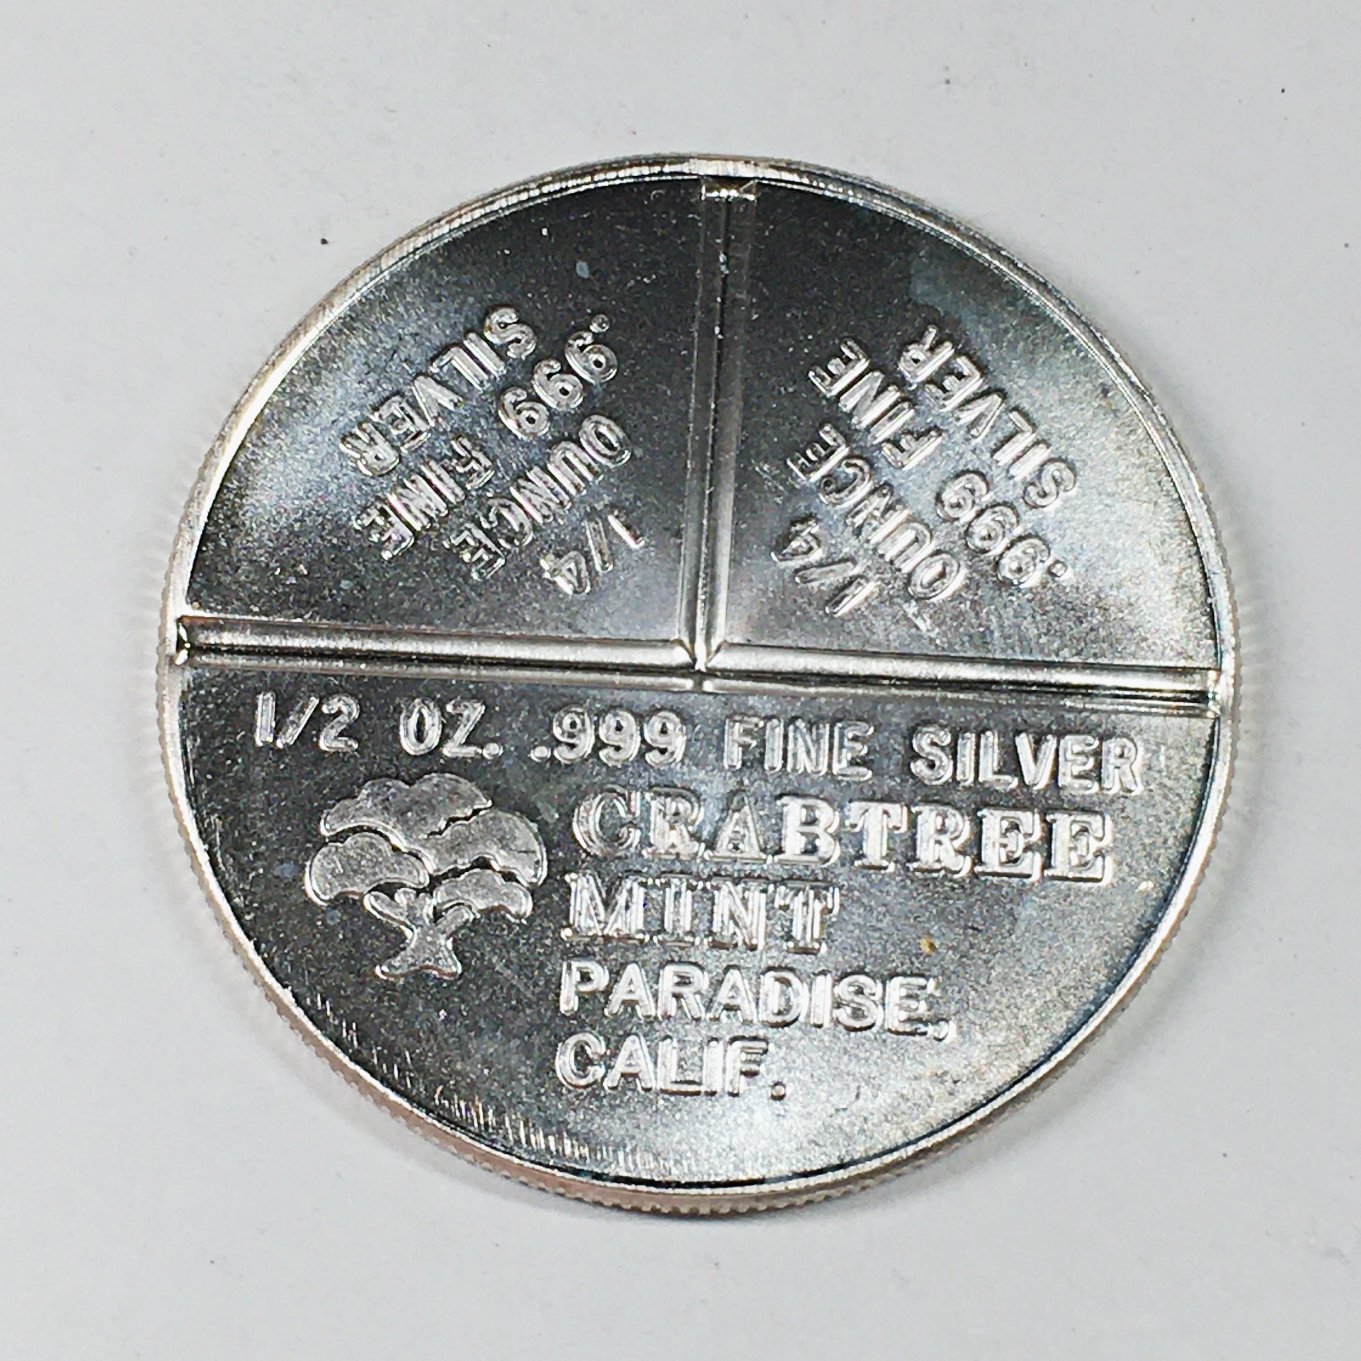 1/4
OUNCE
.999 FINE
SILVER
1/4
OUNCE
.999 FINE
SILVER
1/2 OZ. .999 FINE SILVER
CRABTREE
MINT
PARADISE,
CALIF.